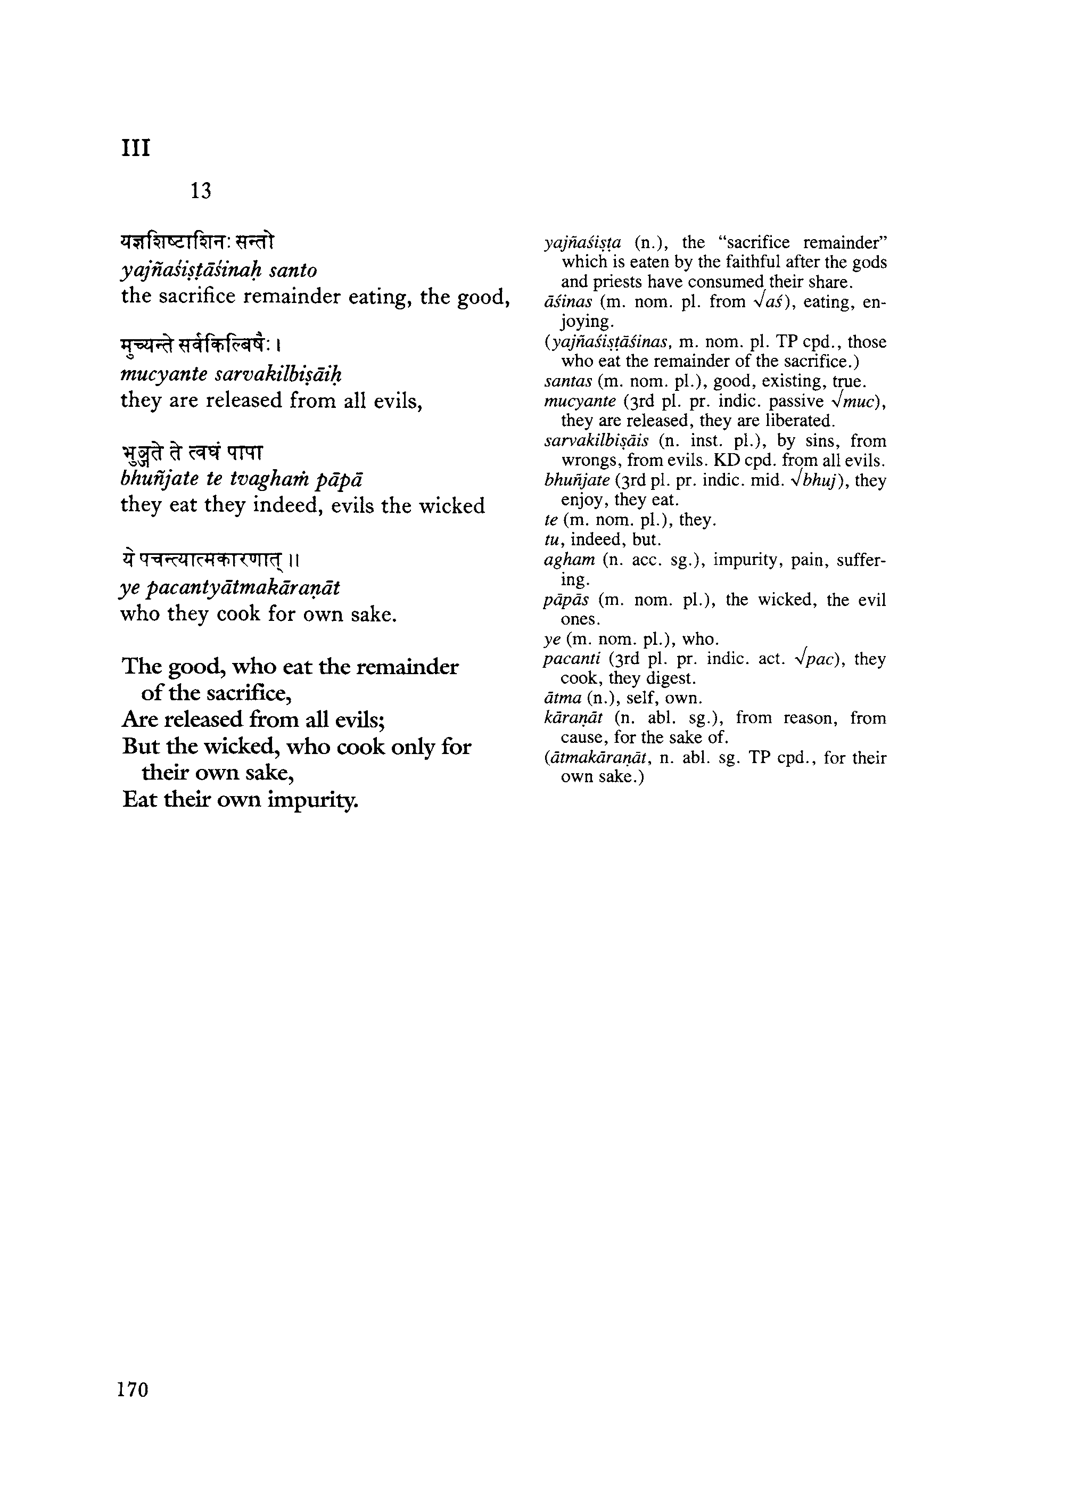 III
13
यज्ञशिष्टाशिनः सन्तो
yajñaśiṣṭāśinaḥ santo
the sacrifice remainder eating, the good,
मुच्यन्ते सर्वकिल्बिषैः ।
mucyante sarvakilbiṣāiḥ
they are released from all evils,
भुञ्जते ते त्वघं पापा
bhuñjate te tvaghaṁ pāpā
they eat they indeed, evils the wicked
ये पचन्त्यात्मकारणात् ॥
ye pacantyātmakāraṇāt
who they cook for own sake.
The good, who eat the remainder
of the sacrifice,
Are released from all evils;
But the wicked, who cook only for
their own sake,
Eat their own impurity.
yajñaśiṣṭa (n.), the “sacrifice remainder”
which is eaten by the faithful after the gods
and priests have consumed their share.
āśinas (m. nom. pl. from √aś), eating, en-
joying.
(yajñaśiṣṭāśinas, m. nom. pl. TP cpd., those
who eat the remainder of the sacrifice.)
santas (m. nom. pl.), good, existing, true.
mucyante (3rd pl. pr. indic. passive √muc),
they are released, they are liberated.
sarvakilbiṣāis (n. inst. pl.), by sins, from
wrongs, from evils. KD cpd. from all evils.
bhuñjate (3rd pl. pr. indic. mid. √bhuj), they
enjoy, they eat.
te (m. nom. pl.), they.
tu, indeed, but.
agham (n. acc. sg.), impurity, pain, suffer-
ing.
pāpās (m. nom. pl.), the wicked, the evil
ones.
ye (m. nom. pl.), who.
pacanti (3rd pl. pr. indic. act. √pac), they
cook, they digest.
ātma (n.), self, own.
kāraṇāt (n. abl. sg.), from reason, from
cause, for the sake of.
(ātmakāraṇāt, n. abl. sg. TP cpd., for their
own sake.)
170